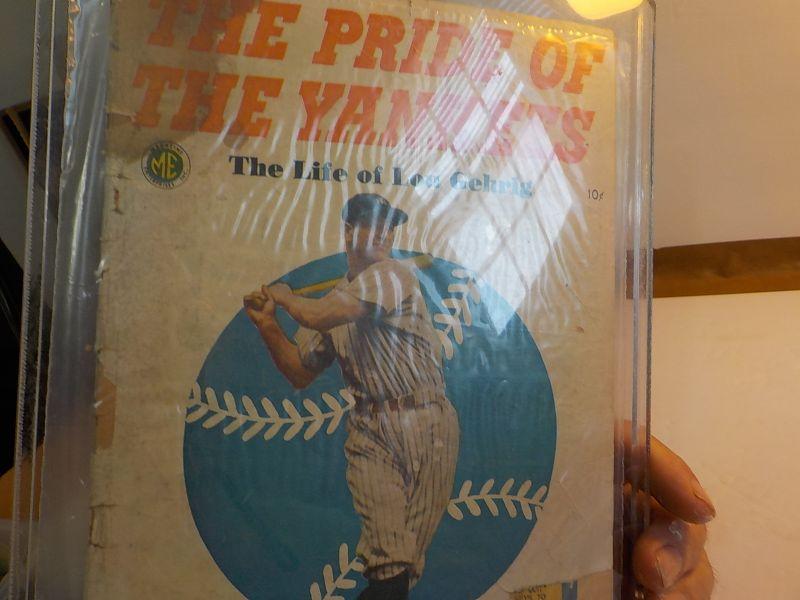 THE PRIDE OF
THE YANKEES
ME
The Life of Lou Gehrig
10¢